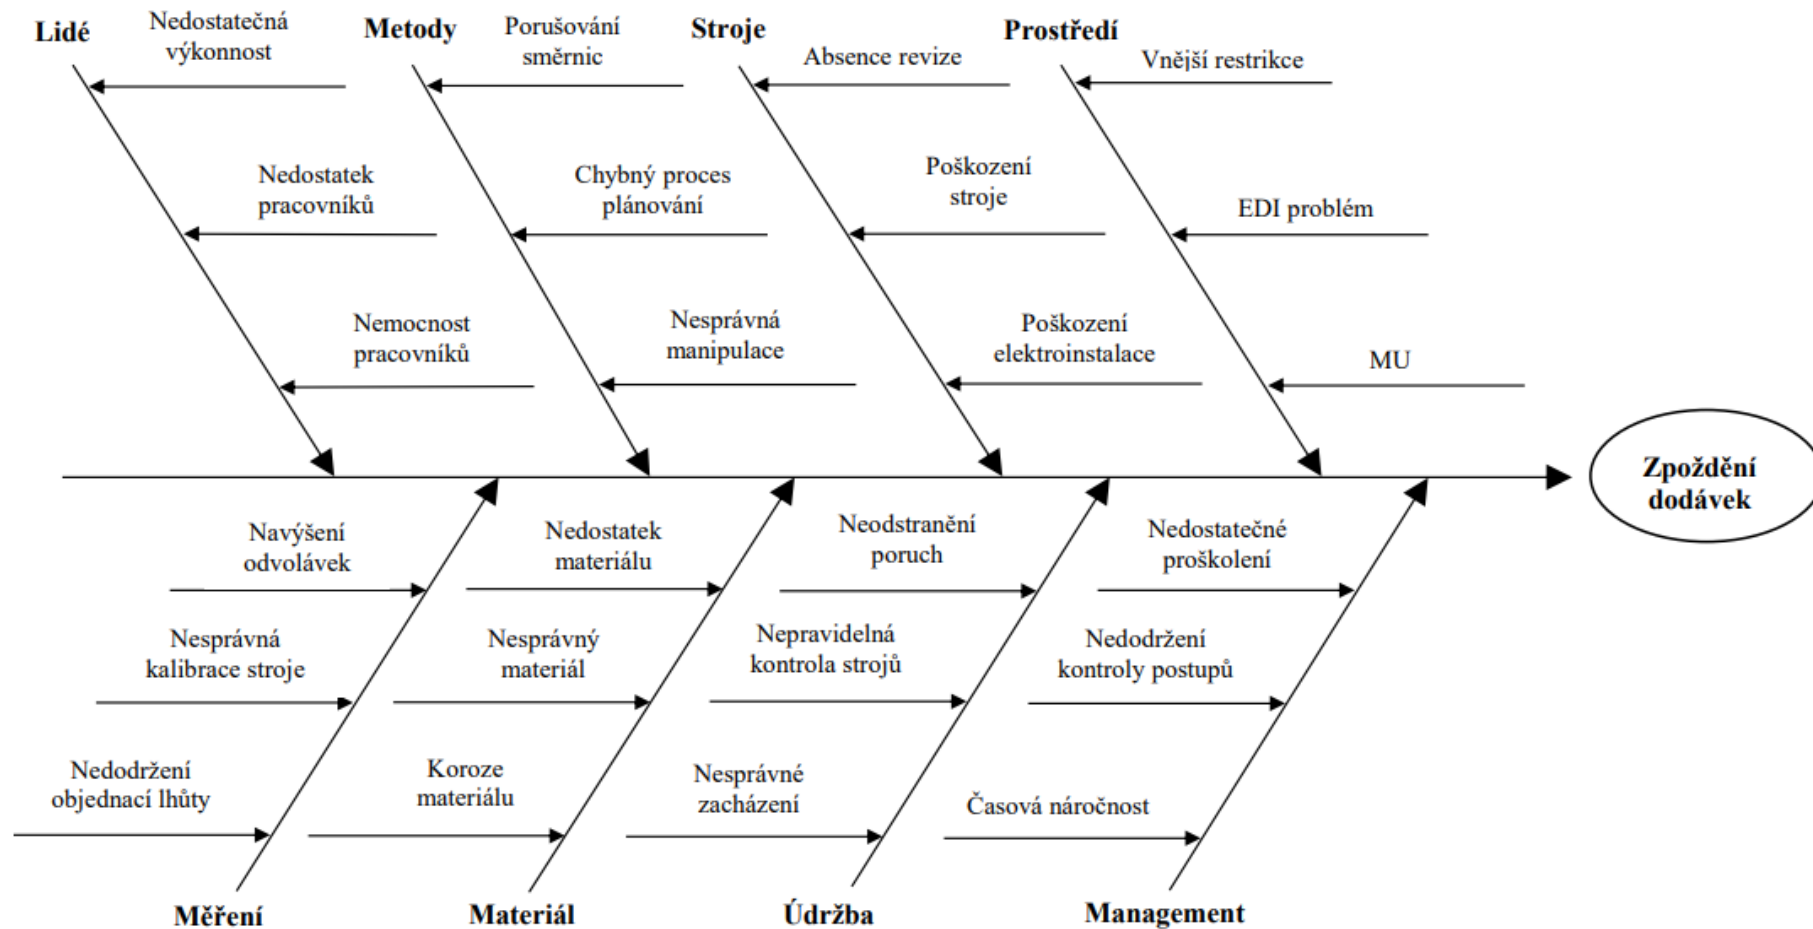 Lidé
Nedostatečná
výkonnost
Nedostatek
pracovníků
Nemocnost
pracovníků
Metody
Porušování
směrnic
Chybný proces
plánování
Nesprávná
manipulace
Stroje
Absence revize
Poškození
stroje
Poškození
elektroinstalace
Prostředí
Vnější restrikce
EDI problém
MU
Zpoždění
dodávek
Navýšení
odvolávek
Nesprávná
kalibrace stroje
Nedodržení
objednací lhůty
Měření
Nedostatek
materiálu
Nesprávný
materiál
Koroze
materiálu
Materiál
Neodstranění
poruch
Nepravidelná
kontrola strojů
Nesprávné
zacházení
Údržba
Nedostatečné
proškolení
Nedodržení
kontroly postupů
Časová náročnost
Management